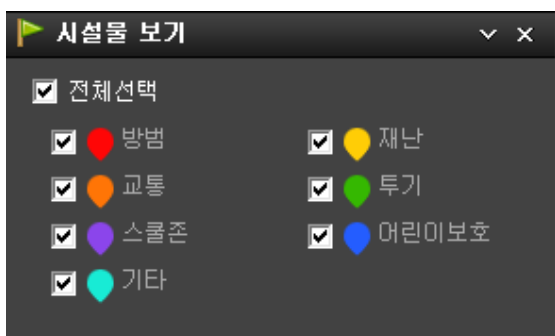 시설물 보기
전체선택
방범 재난
교통 투기
스쿨존 어린이보호
기타